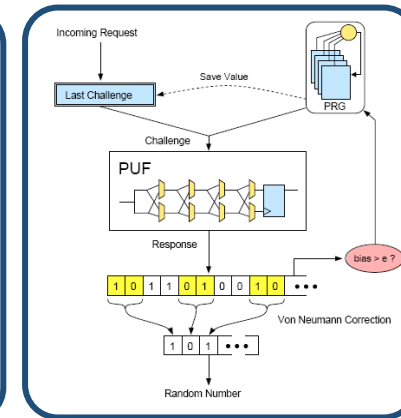 Incoming Request
Last Challenge
Save Value
PRG
Challenge
PUF
Response
bias > e ?
1 0 1 1 0 1 0 0 1 0 •••
Von Neumann Correction
1 0 1 •••
Random Number